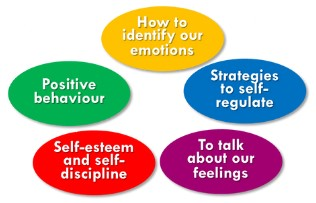 How to
identify our
emotions
Positive
behaviour
Strategies
to self-
regulate
Self-esteem
and self-
discipline
To talk
about our
feelings